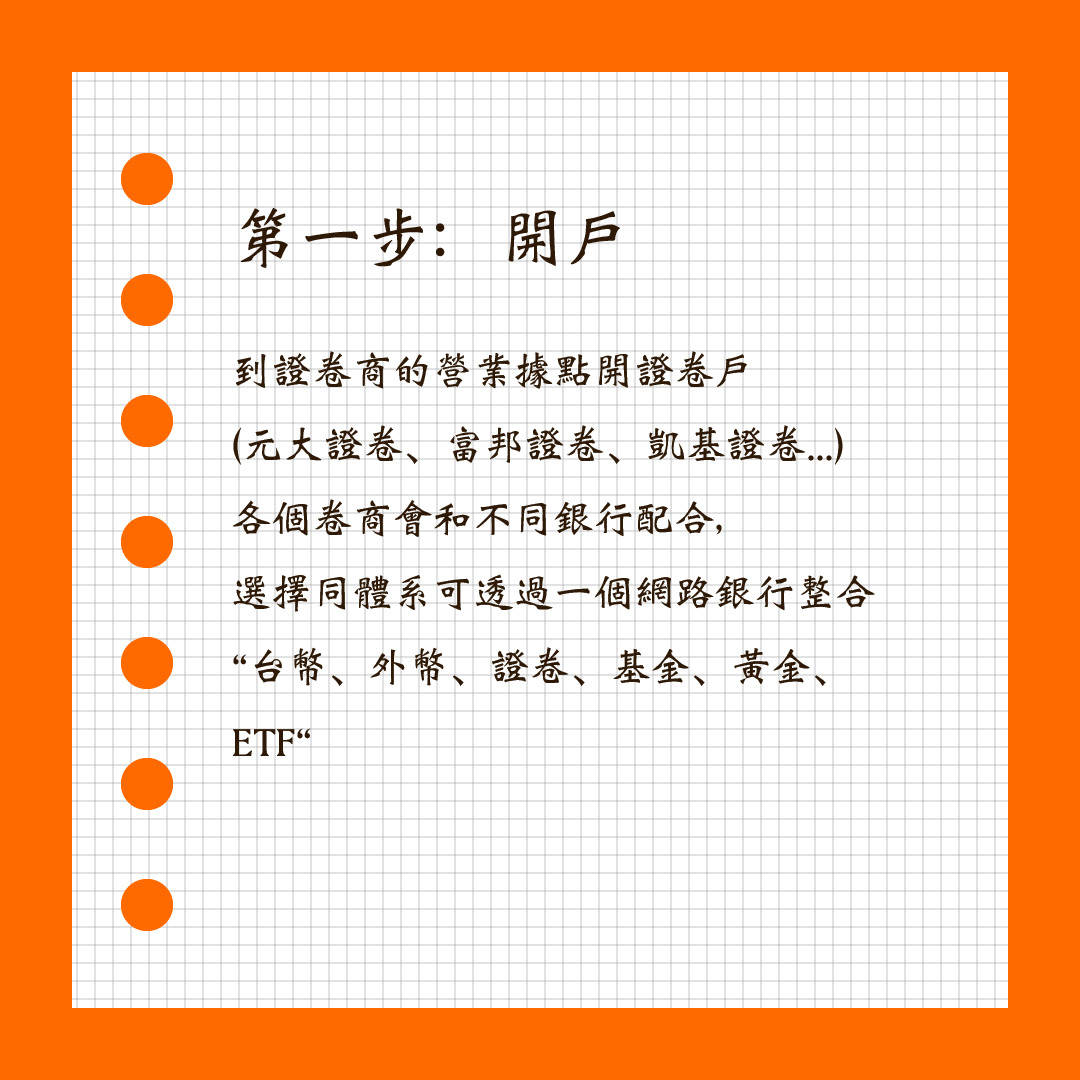 第一步: 開戶
到證卷商的營業據點開證卷戶
(元大證卷、富邦證卷、凱基證卷...)
各個卷商會和不同銀行配合,
選擇同體系可透過一個網路銀行整合
“台幣、外幣、證卷、基金、黃金、
ETF“